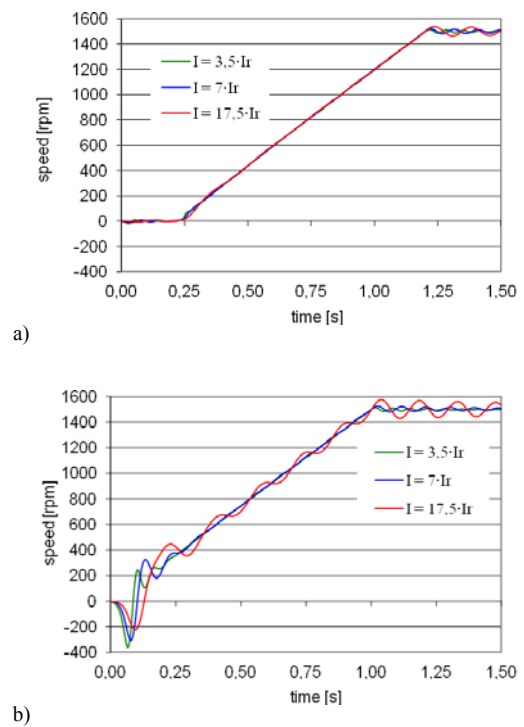 a)
speed [rpm]
1600
1400
1200
1000
800
600
400
200
0
-200
-400
I = 3,5·Ir
I = 7·Ir
I = 17,5·Ir
0,00 0,25 0,50 0,75 1,00 1,25 1,50
time [s]
b)
speed [rpm]
1600
1400
1200
1000
800
600
400
200
0
-200
-400
I = 3,5·Ir
I = 7·Ir
I = 17,5·Ir
0,00 0,25 0,50 0,75 1,00 1,25 1,50
time [s]